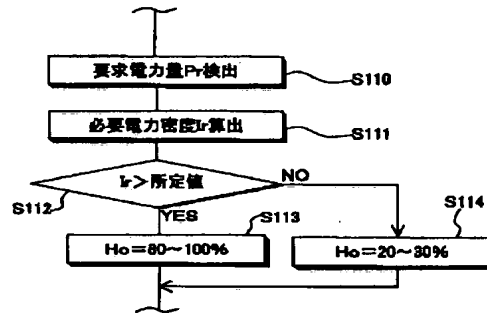 要求電力量Pr検出
S110
必要電力密度Ir算出
S111
Ir＞所定値
NO
S112
YES
S113
S114
Ho＝80～100%
Ho＝20～30%